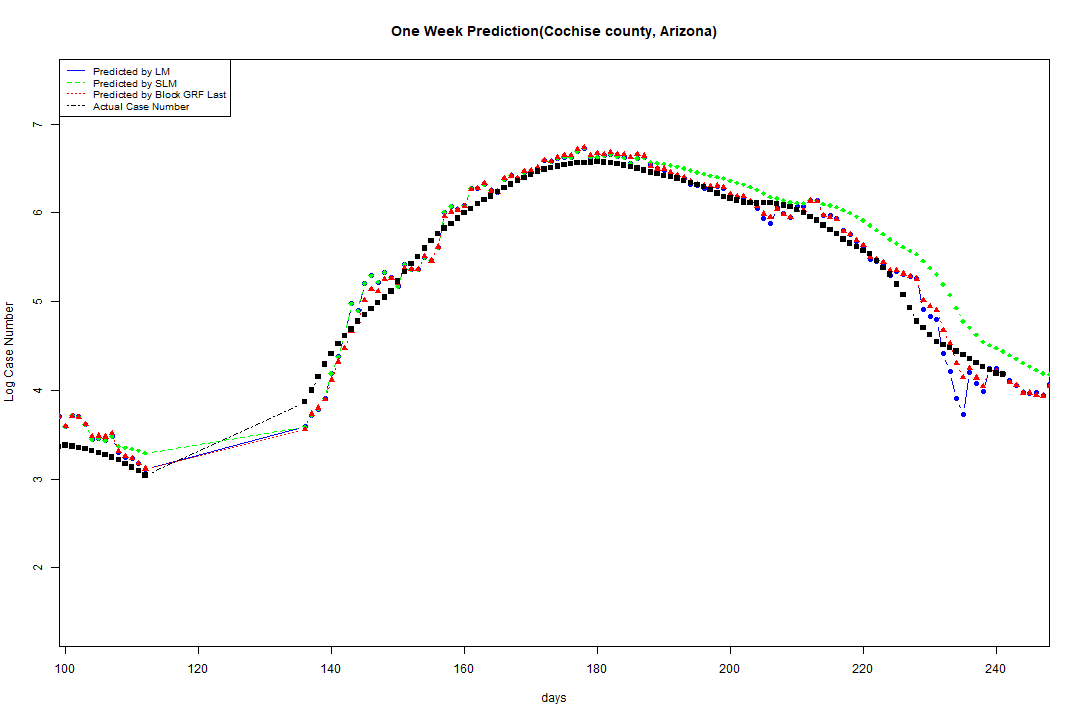 One Week Prediction(Cochise county, Arizona)
Predicted by LM
Predicted by SLM
Predicted by Block GRF Last
Actual Case Number
Log Case Number
7
6
5
4
3
2
100 120 140 160 180 200 220 240
days